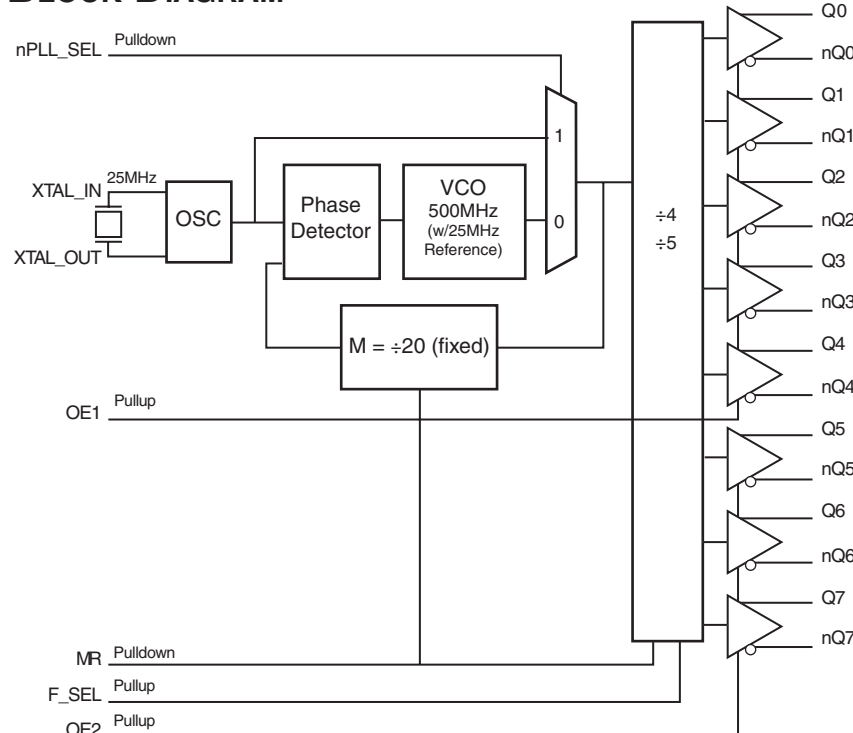 BLOCK DIAGRAM
nPLL_SEL Pulldown
XTAL_IN 25MHz
XTAL_OUT
OSC
Phase
Detector
VCO
500MHz
(w/25MHz
Reference)
1
0
M = ÷20 (fixed)
÷4
÷5
OE1 Pullup
MR Pulldown
F_SEL Pullup
OE2 Pullup
Q0
nQ0
Q1
nQ1
Q2
nQ2
Q3
nQ3
Q4
nQ4
Q5
nQ5
Q6
nQ6
Q7
nQ7